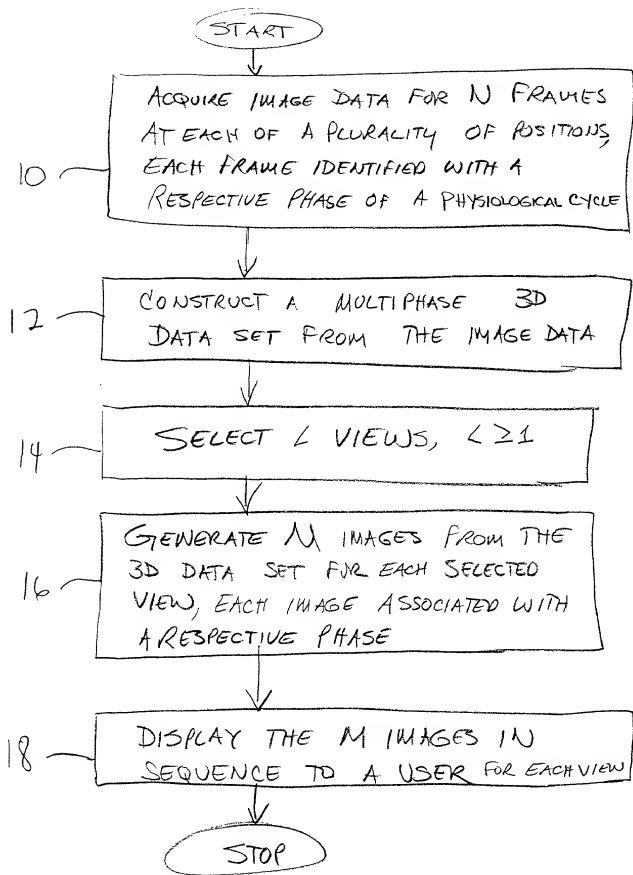 START
ACQUIRE IMAGE DATA FOR N FRAMES
AT EACH OF A PLURALITY OF POSITIONS,
EACH FRAME IDENTIFIED WITH A
RESPECTIVE PHASE OF A PHYSIOLOGICAL CYCLE
10
CONSTRUCT A MULTIPHASE 3D
DATA SET FROM THE IMAGE DATA
12
SELECT L VIEWS, L ≥1
14
GENERATE M IMAGES FROM THE
3D DATA SET FOR EACH SELECTED
VIEW, EACH IMAGE ASSOCIATED WITH
A RESPECTIVE PHASE
16
DISPLAY THE M IMAGES IN
SEQUENCE TO A USER FOR EACH VIEW
18
STOP